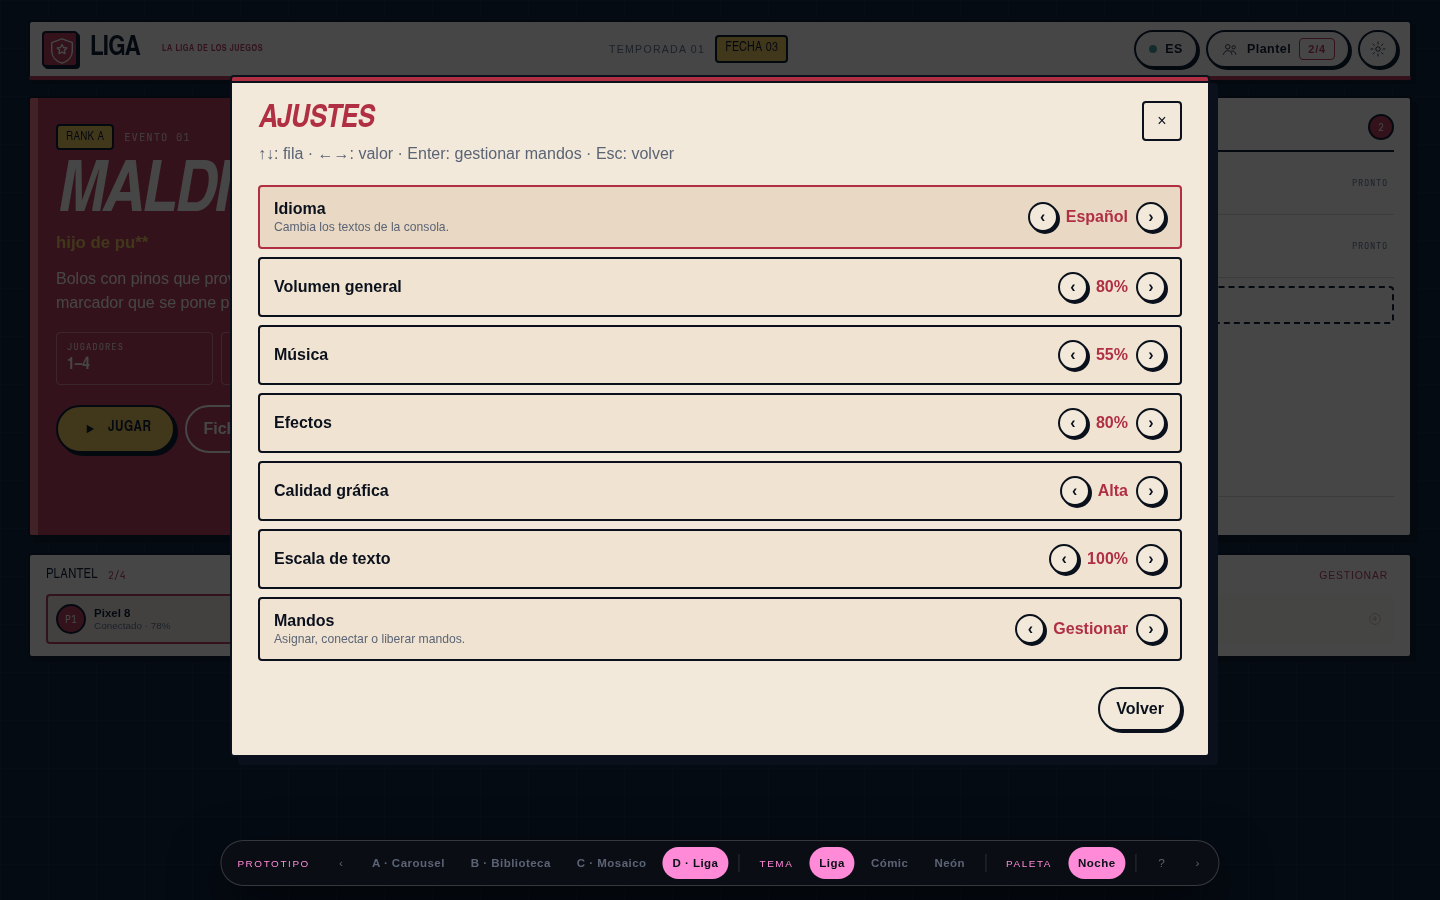 LIGA
LA LIGA DE LOS JUEGOS
TEMPORADA 01
FECHA 03
ES
Plantel 2/4
AJUSTES
×
↑↓: fila · ←→: valor · Enter: gestionar mandos · Esc: volver
Idioma
Cambia los textos de la consola.
‹ Español ›
Volumen general
‹ 80% ›
Música
‹ 55% ›
Efectos
‹ 80% ›
Calidad gráfica
‹ Alta ›
Escala de texto
‹ 100% ›
Mandos
Asignar, conectar o liberar mandos.
‹ Gestionar ›
Volver
RANK A
EVENTO 01
MALDI
hijo de pu**
Bolos con pinos que prov
marcador que se pone p
JUGADORES
1–4
JUGAR
Fic
2
PRONTO
PRONTO
PLANTEL 2/4
GESTIONAR
P1
Pixel 8
Conectado · 78%
PROTOTIPO ‹ A · Carousel B · Biblioteca C · Mosaico D · Liga TEMA Liga Cómic Neón PALETA Noche ? ›